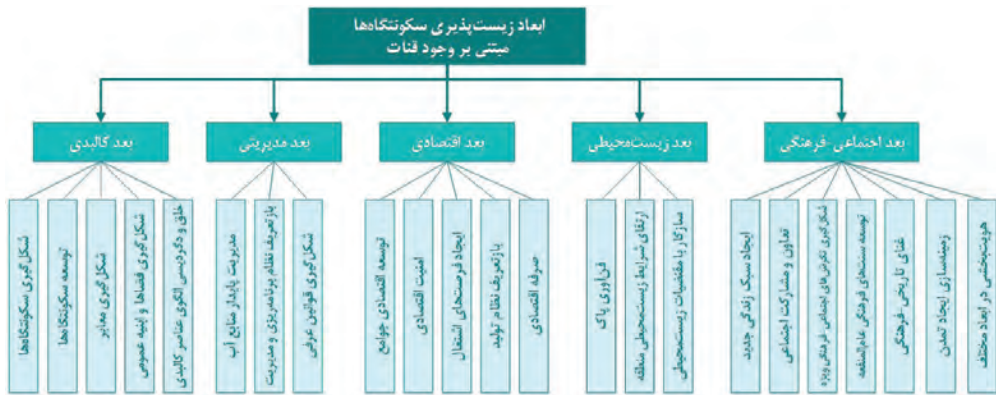 ابعاد زیست‌پذیری سکونتگاه‌ها
مبتنی بر وجود قنات
بعد اجتماعی-فرهنگی
هویت‌بخشی در ابعاد مختلف
زمینه‌سازی ایجاد تمدن
غنای تاریخی-فرهنگی
توسعه سنت‌های فرهنگی عام‌المنفعه
شکل‌گیری نگرش‌های اجتماعی-فرهنگی ویژه
تعاون و مشارکت اجتماعی
ایجاد سبک زندگی جدید
بعد زیست‌محیطی
سازگار با مقتضیات زیست‌محیطی
ارتقای شرایط زیست‌محیطی منطقه
فن‌آوری پاک
بعد اقتصادی
صرفه اقتصادی
بازتعریف نظام تولید
ایجاد فرصت‌های اشتغال
امنیت اقتصادی
توسعه اقتصادی جوامع
بعد مدیریتی
شکل‌گیری قوانین عرفی
بازتعریف نظام برنامه‌ریزی و مدیریت
مدیریت پایدار منابع آب
بعد کالبدی
خلق و دگردیسی الگوی عناصر کالبدی
شکل‌گیری فضاها و ابنیه عمومی
شکل‌گیری معابر
توسعه سکونتگاه‌ها
شکل‌گیری سکونتگاه‌ها